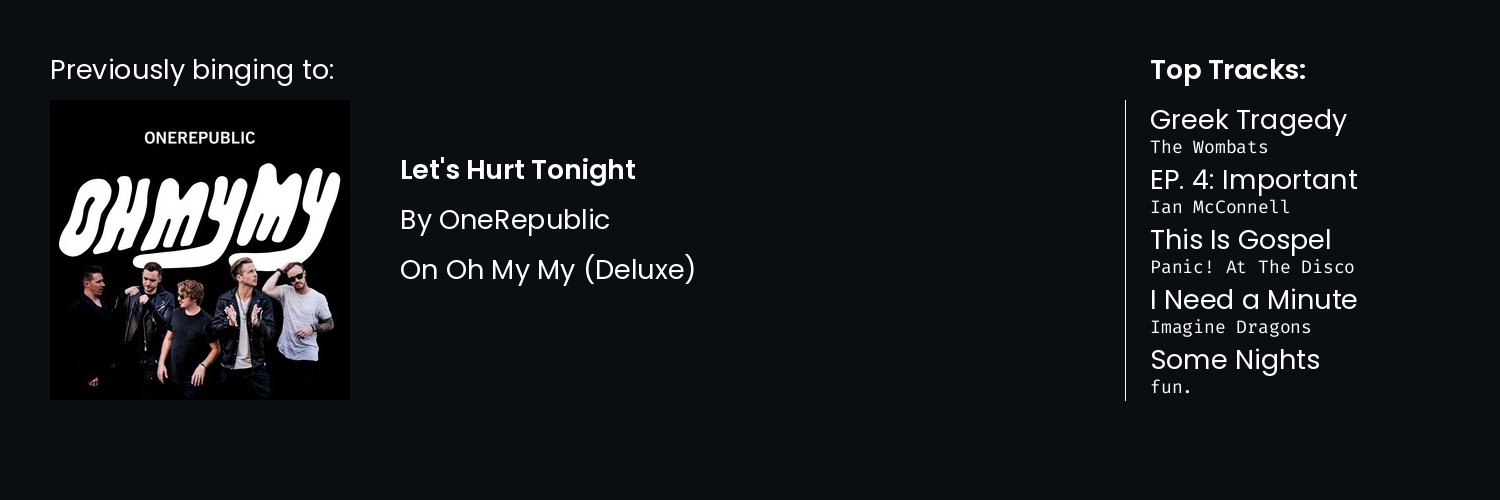 Previously binging to:
ONEREPUBLIC
OH MY MY
Let's Hurt Tonight
By OneRepublic
On Oh My My (Deluxe)
Top Tracks:
Greek Tragedy
The Wombats
EP. 4: Important
Ian McConnell
This Is Gospel
Panic! At The Disco
I Need a Minute
Imagine Dragons
Some Nights
fun.